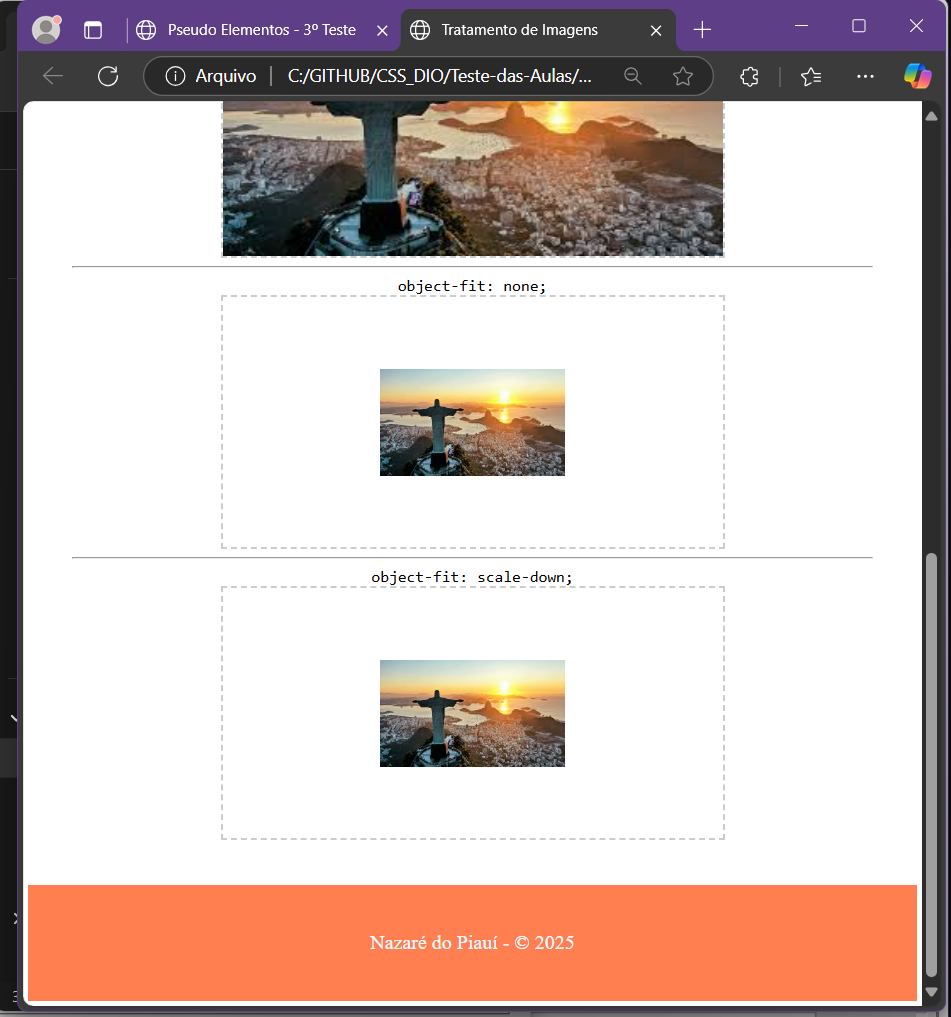 Pseudo Elementos - 3º Teste
Tratamento de Imagens
Arquivo
C:/GITHUB/CSS_DIO/Teste-das-Aulas/...
object-fit: none;
object-fit: scale-down;
Nazaré do Piauí - © 2025